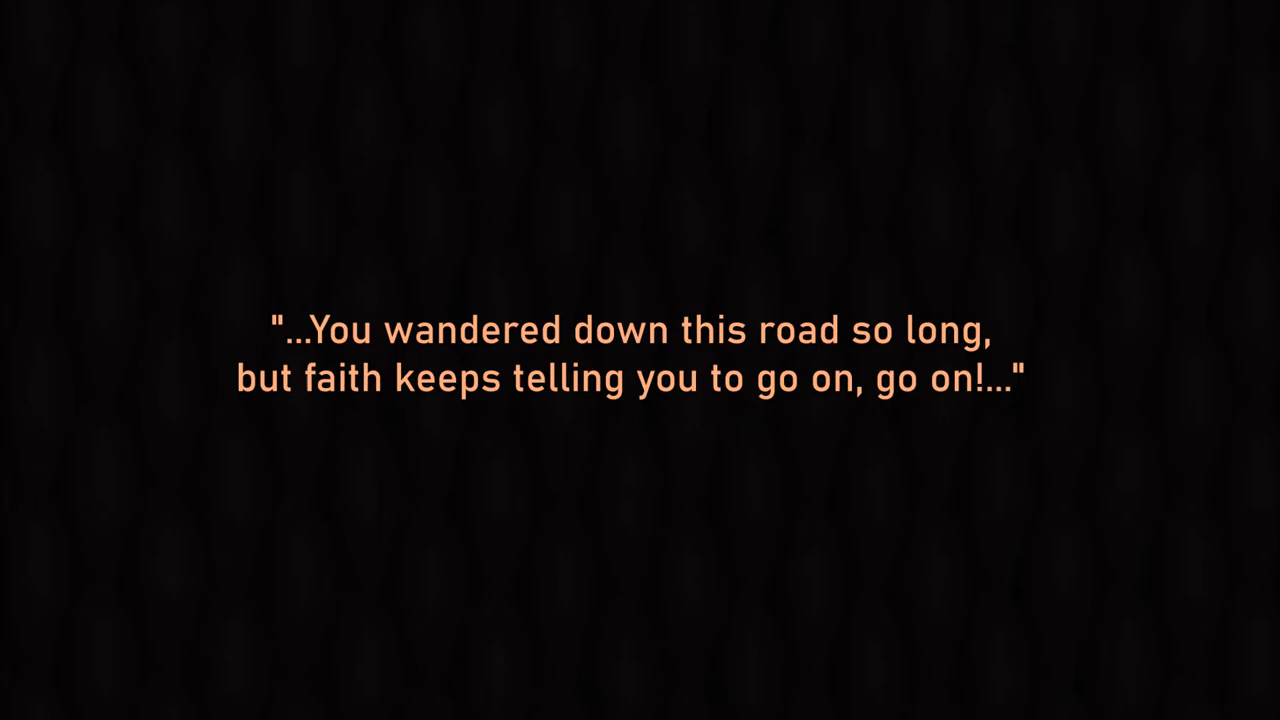 "...You wandered down this road so long,
but faith keeps telling you to go on, go on!..."